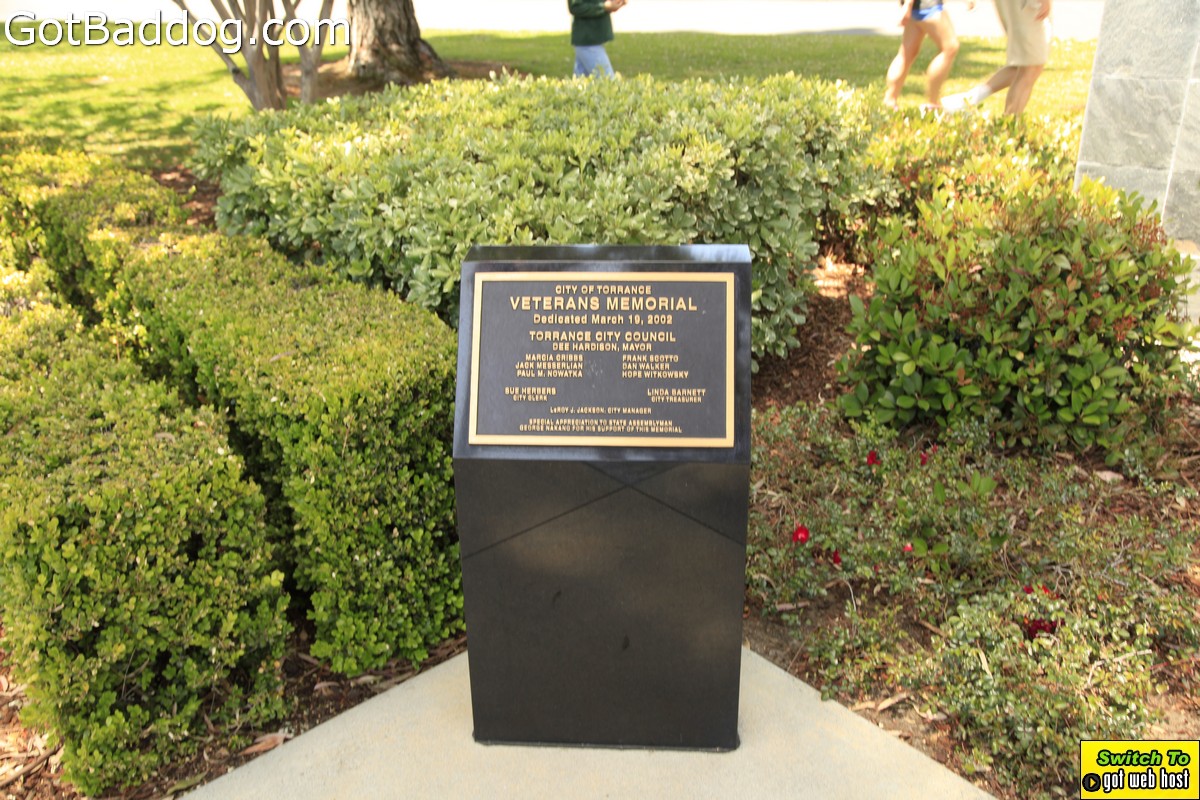 GotBaddog.com
CITY OF TORRANCE
VETERANS MEMORIAL
Dedicated March 19, 2002
TORRANCE CITY COUNCIL
DEE HARDISON, MAYOR
MARCIA CRIBBS FRANK SCOTTO
JACK MESSERLIAN DAN WALKER
PAUL M. NOWATKA HOPE WITKOWSKY
SUE HERBERS LINDA BARNETT
CITY CLERK CITY TREASURER
LeROY J. JACKSON, CITY MANAGER
SPECIAL APPRECIATION TO STATE ASSEMBLYMAN
GEORGE NAKANO FOR HIS SUPPORT OF THIS MEMORIAL
Switch To
got web host